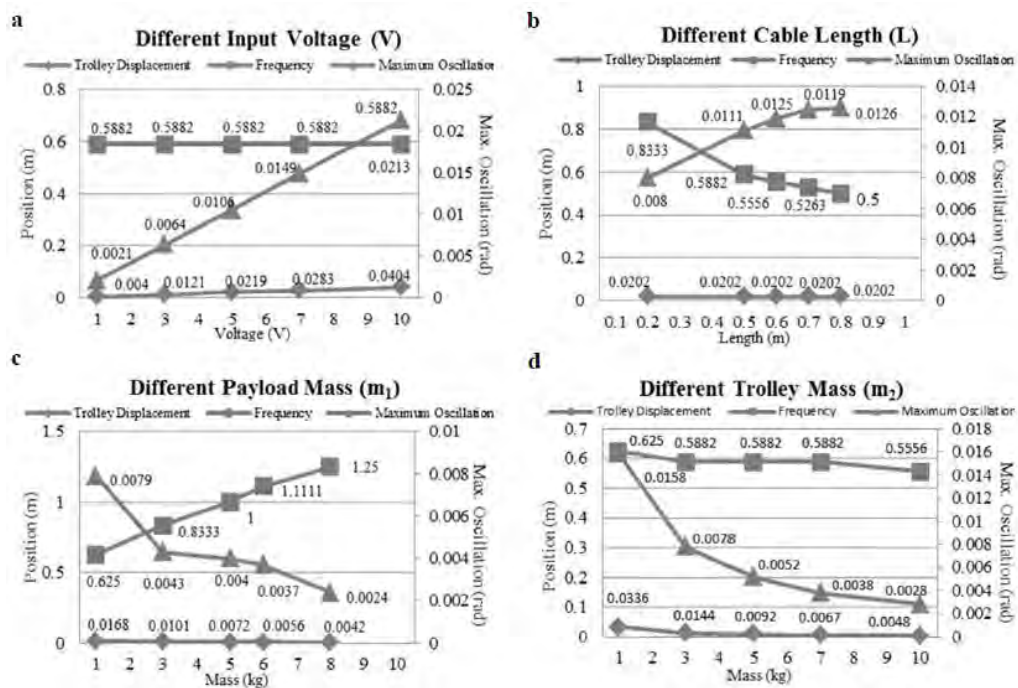 a
Different Input Voltage (V)
Trolley Displacement Frequency Maximum Oscillation
0.8
0.6
0.4
0.2
0
Position (m)
0.025
0.02
0.015
0.01
0.005
0
Max. Oscillation (rad)
0.5882 0.5882 0.5882 0.5882 0.5882
0.0021 0.0064 0.0106 0.0149 0.0213
0.004 0.0121 0.0219 0.0283 0.0404
1 2 3 4 5 6 7 8 9 10
Voltage (V)
b
Different Cable Length (L)
Trolley Displacement Frequency Maximum Oscillation
1
0.8
0.6
0.4
0.2
0
Position (m)
0.014
0.012
0.01
0.008
0.006
0.004
0.002
0
Max. Oscillation (rad)
0.008 0.0111 0.0125 0.0119 0.0126
0.8333 0.5882 0.5556 0.5263 0.5
0.0202 0.0202 0.0202 0.0202 0.0202
0.1 0.2 0.3 0.4 0.5 0.6 0.7 0.8 0.9 1
Length (m)
c
Different Payload Mass (m₁)
Trolley Displacement Frequency Maximum Oscillation
1.5
1
0.5
0
Position (m)
0.01
0.008
0.006
0.004
0.002
0
Max. Oscillation (rad)
0.0079 0.0043 0.004 0.0037 0.0024
0.625 0.8333 1 1.1111 1.25
0.0168 0.0101 0.0072 0.0056 0.0042
1 2 3 4 5 6 7 8 9 10
Mass (kg)
d
Different Trolley Mass (m₂)
Trolley Displacement Frequency Maximum Oscillation
0.7
0.6
0.5
0.4
0.3
0.2
0.1
0
Position (m)
0.018
0.016
0.014
0.012
0.01
0.008
0.006
0.004
0.002
0
Max. Oscillation (rad)
0.625 0.5882 0.5882 0.5882 0.5556
0.0158 0.0078 0.0052 0.0038 0.0028
0.0336 0.0144 0.0092 0.0067 0.0048
1 2 3 4 5 6 7 8 9 10
Mass (kg)